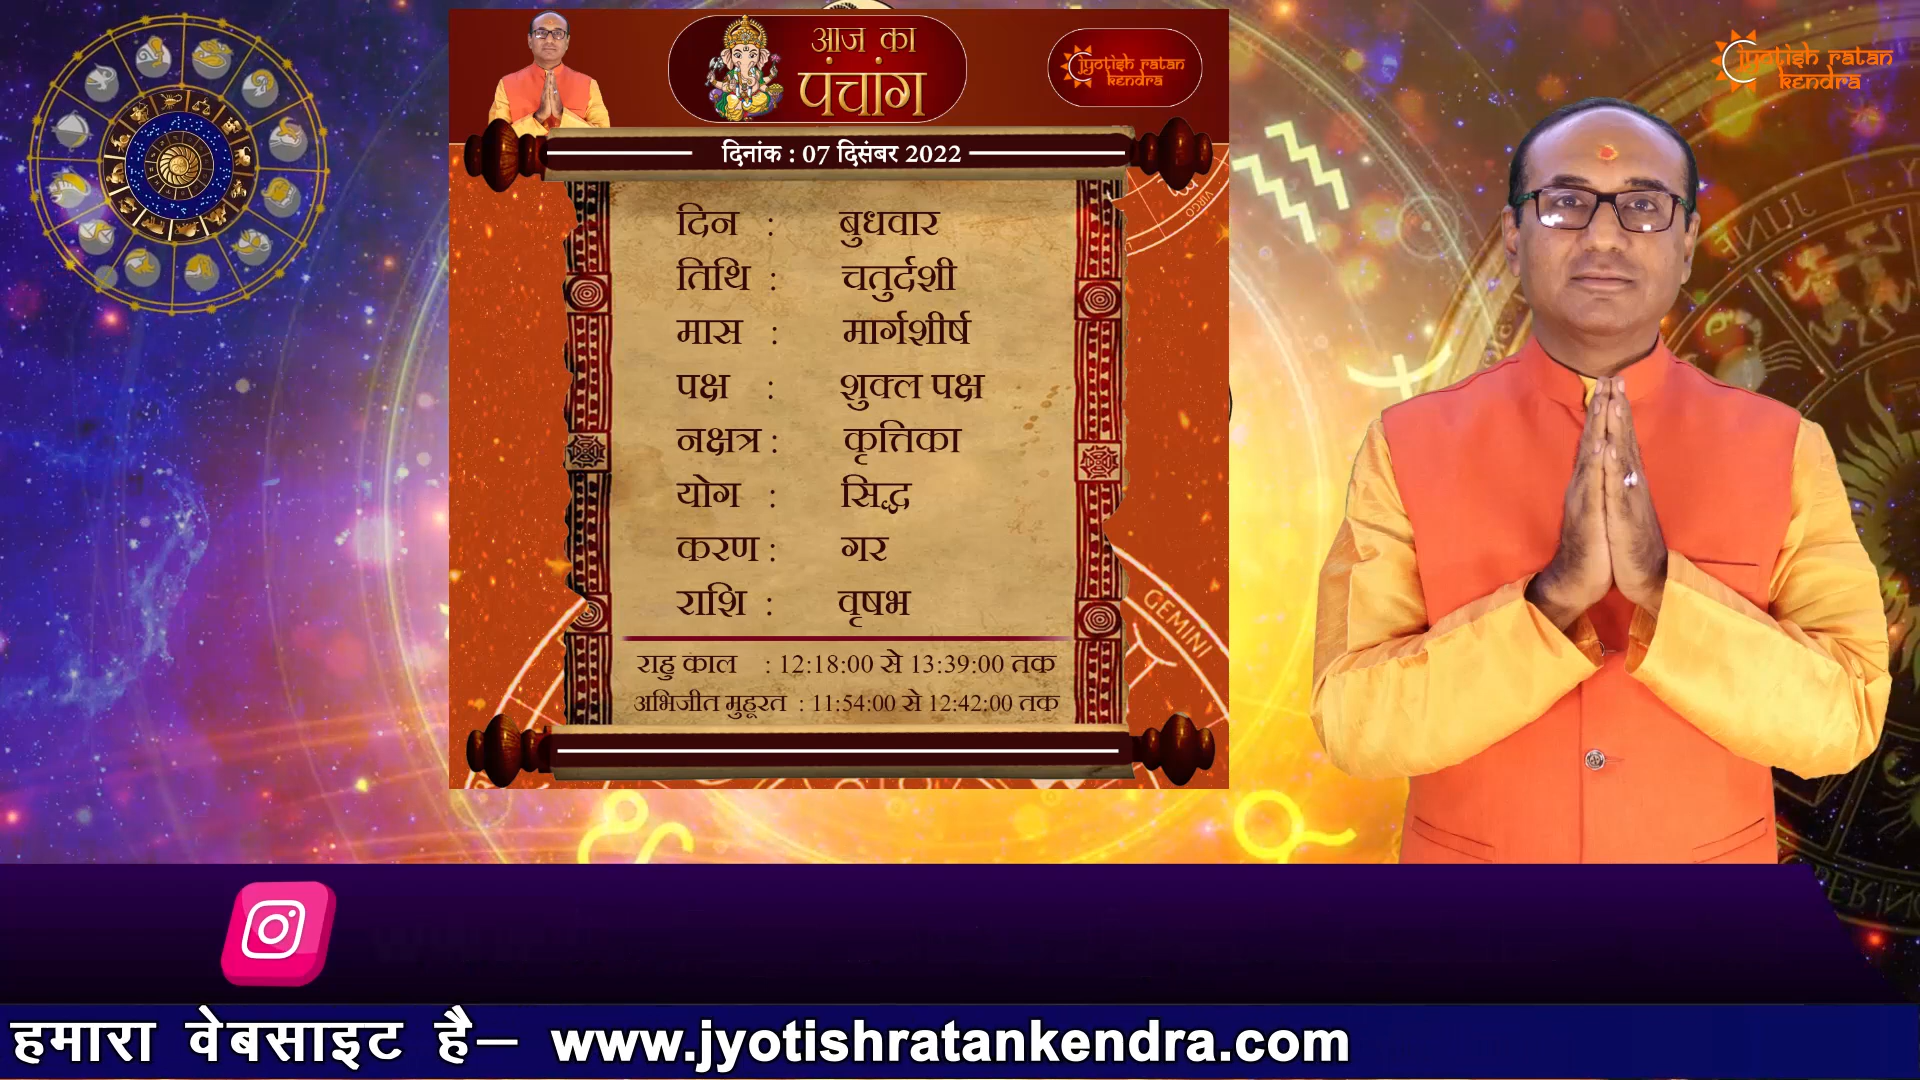 आज का
पंचांग
jyotish ratan
kendra
jyotish ratan
kendra
दिनांक : 07 दिसंबर 2022
दिन : बुधवार
तिथि : चतुर्दशी
मास : मार्गशीर्ष
पक्ष : शुक्ल पक्ष
नक्षत्र : कृत्तिका
योग : सिद्ध
करण : गर
राशि : वृषभ
राहु काल : 12:18:00 से 13:39:00 तक
अभिजीत मुहूरत : 11:54:00 से 12:42:00 तक
VIRGO
GEMINI
JUNE
हमारा वेबसाइट है– www.jyotishratankendra.com